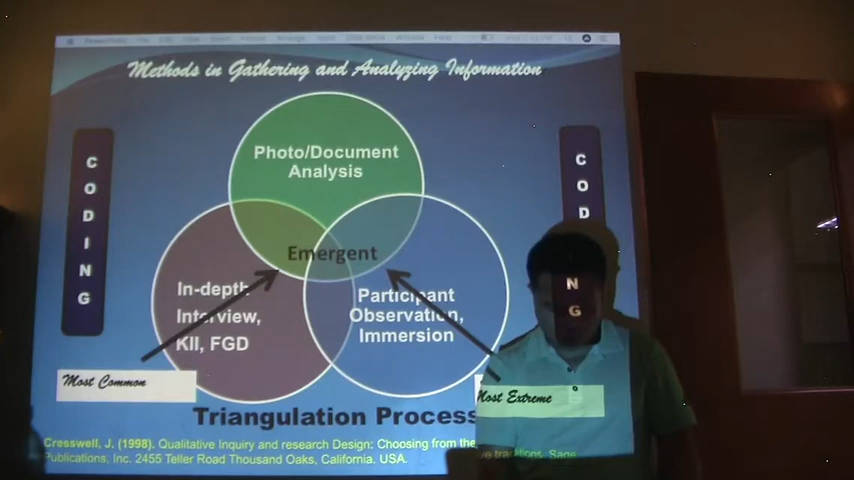 Methods in Gathering and Analyzing Information
CODING
Photo/Document
Analysis
CODING
Emergent
In-depth
Interview,
KII, FGD
Participant
Observation,
Immersion
Most Common
Most Extreme
Triangulation Process
Cresswell, J. (1998). Qualitative Inquiry and research Design: Choosing from the
Publications, Inc. 2455 Teller Road Thousand Oaks, California. USA.